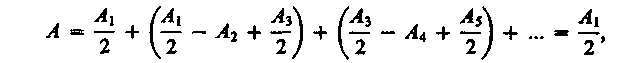 A = A₁/2 + (A₁/2 − A₂ + A₃/2) + (A₃/2 − A₄ + A₅/2) + ... = A₁/2,